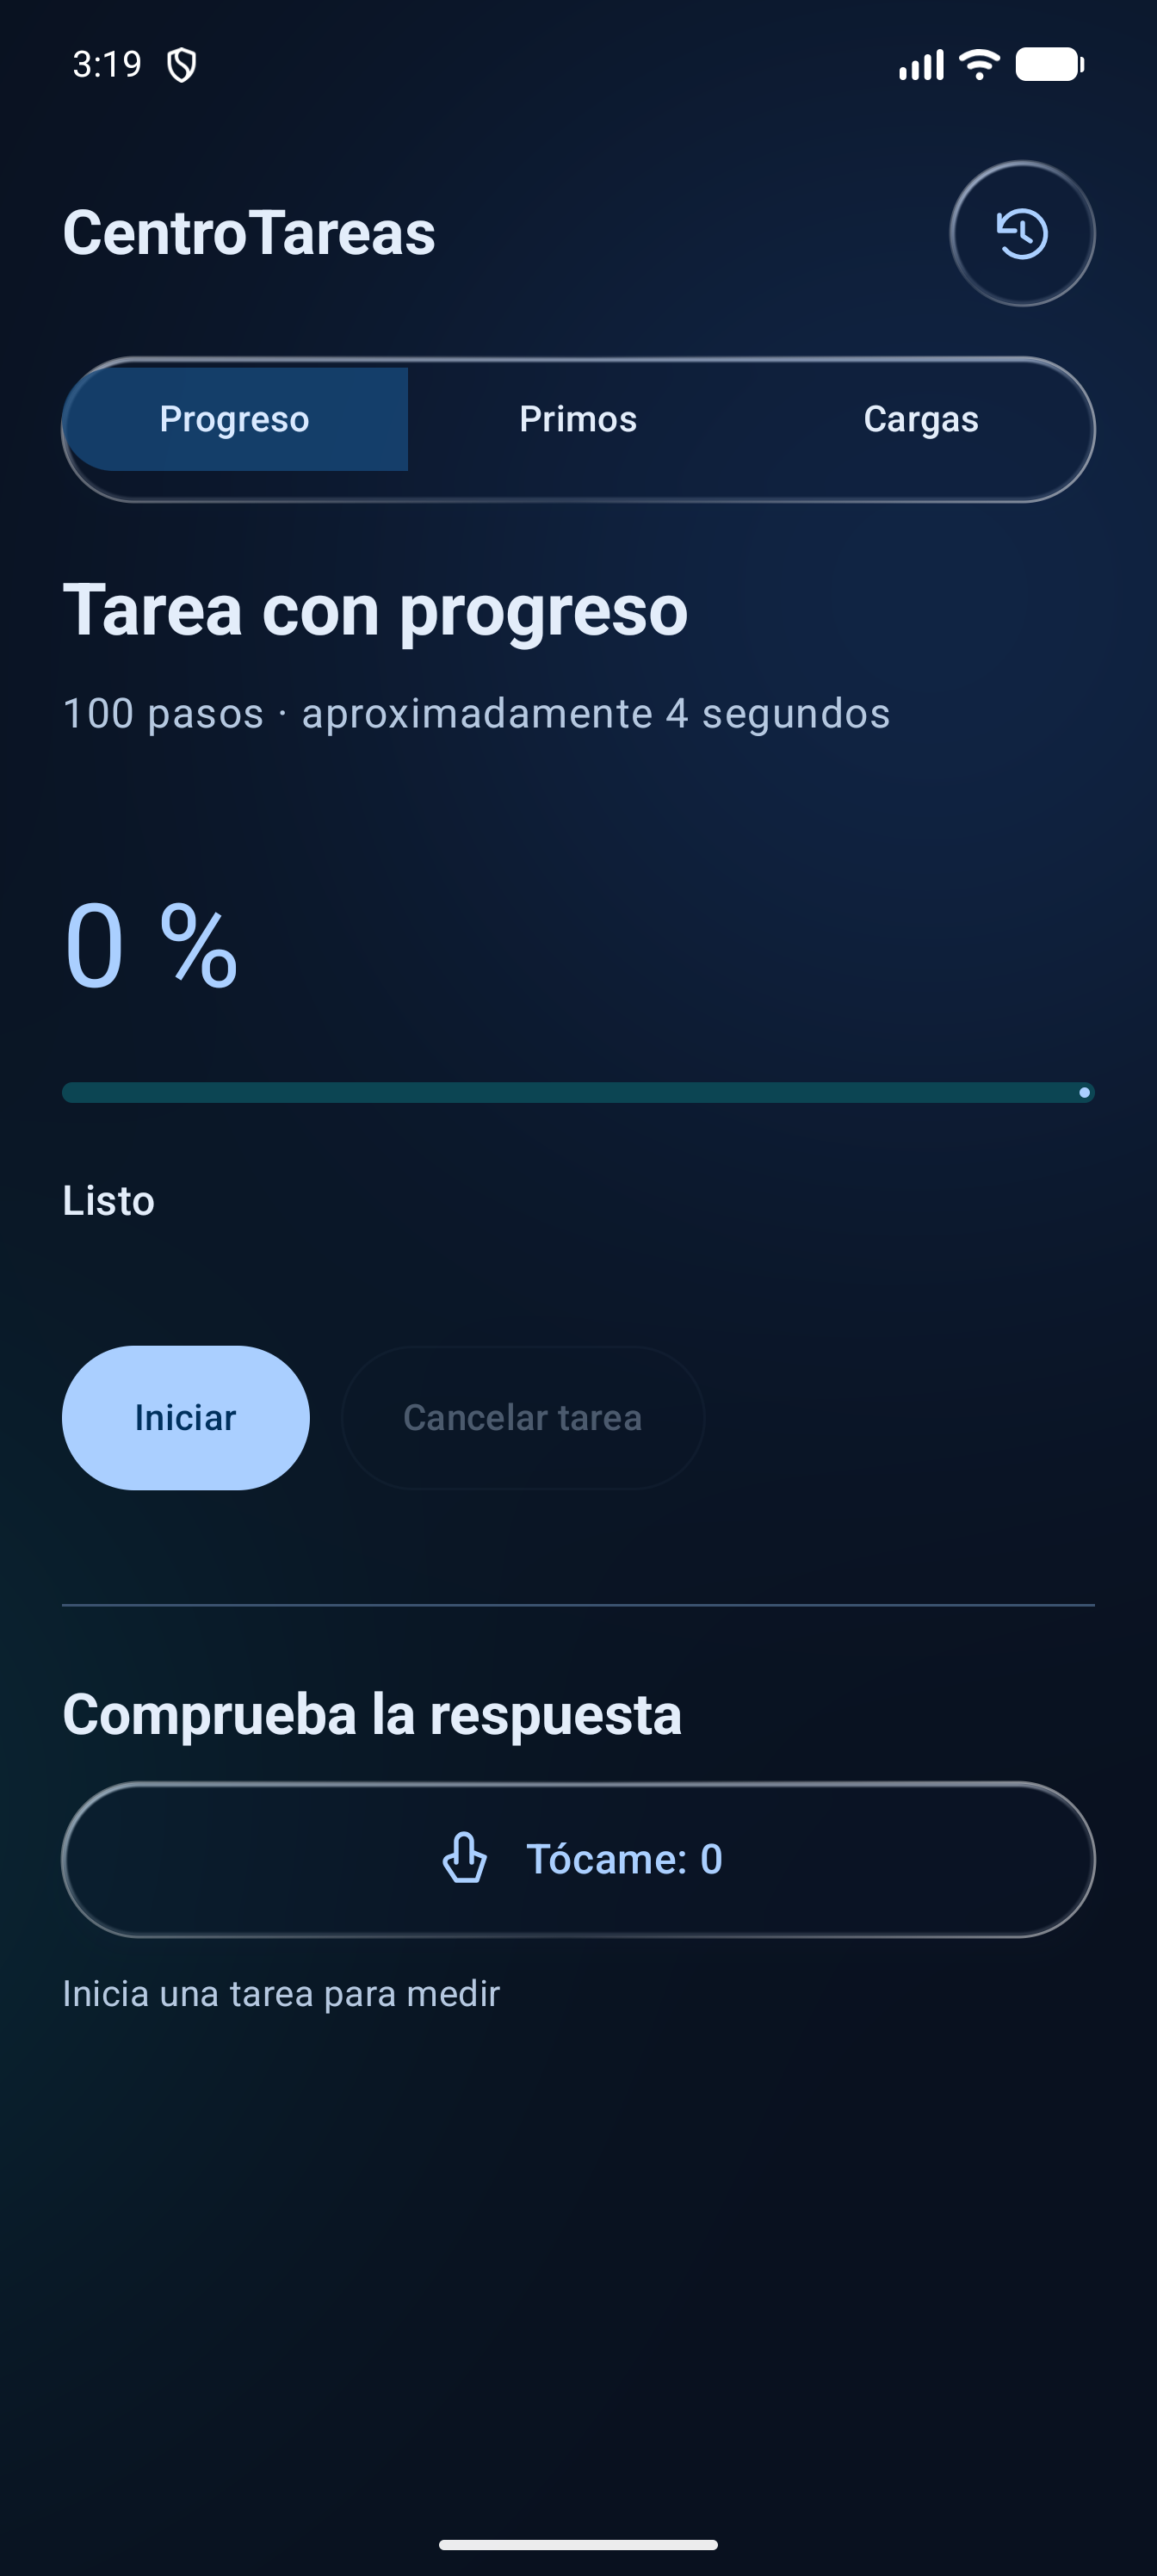 3:19
CentroTareas
Progreso Primos Cargas
Tarea con progreso
100 pasos · aproximadamente 4 segundos
0 %
Listo
Iniciar Cancelar tarea
Comprueba la respuesta
Tócame: 0
Inicia una tarea para medir